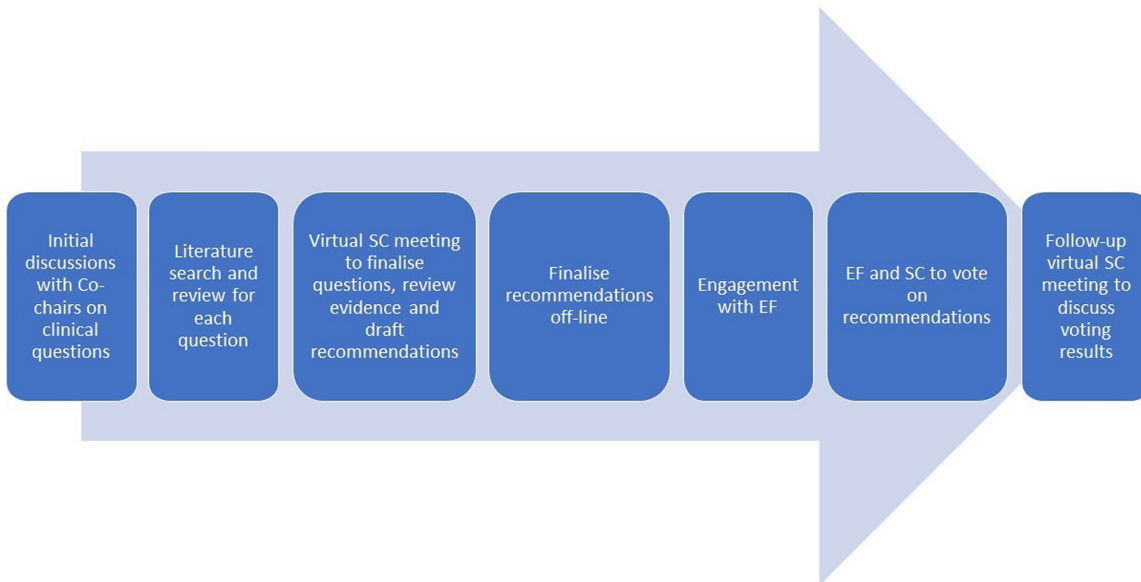 Initial
discussions
with Co-
chairs on
clinical
questions
Literature
search and
review for
each
question
Virtual SC meeting
to finalise
questions, review
evidence and
draft
recommendations
Finalise
recommendations
off-line
Engagement
with EF
EF and SC to vote
on
recommendations
Follow-up
virtual SC
meeting to
discuss
voting
results